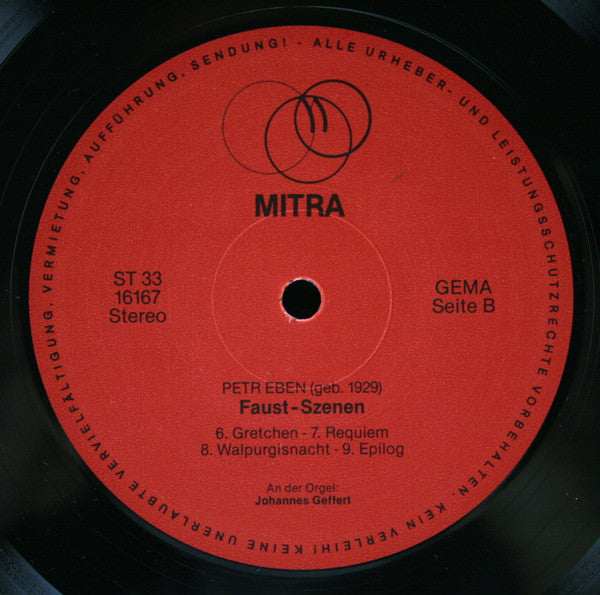 ALLE URHEBER- UND LEISTUNGSSCHUTZRECHTE VORBEHALTEN. KEIN VERLEIH! KEINE UNERLAUBTE VERVIELFÄLTIGUNG, VERMIETUNG, AUFFÜHRUNG, SENDUNG! ·
MITRA
ST 33
16167
Stereo
GEMA
Seite B
PETR EBEN (geb. 1929)
Faust-Szenen
6. Gretchen - 7. Requiem
8. Walpurgisnacht - 9. Epilog
An der Orgel:
Johannes Geffert